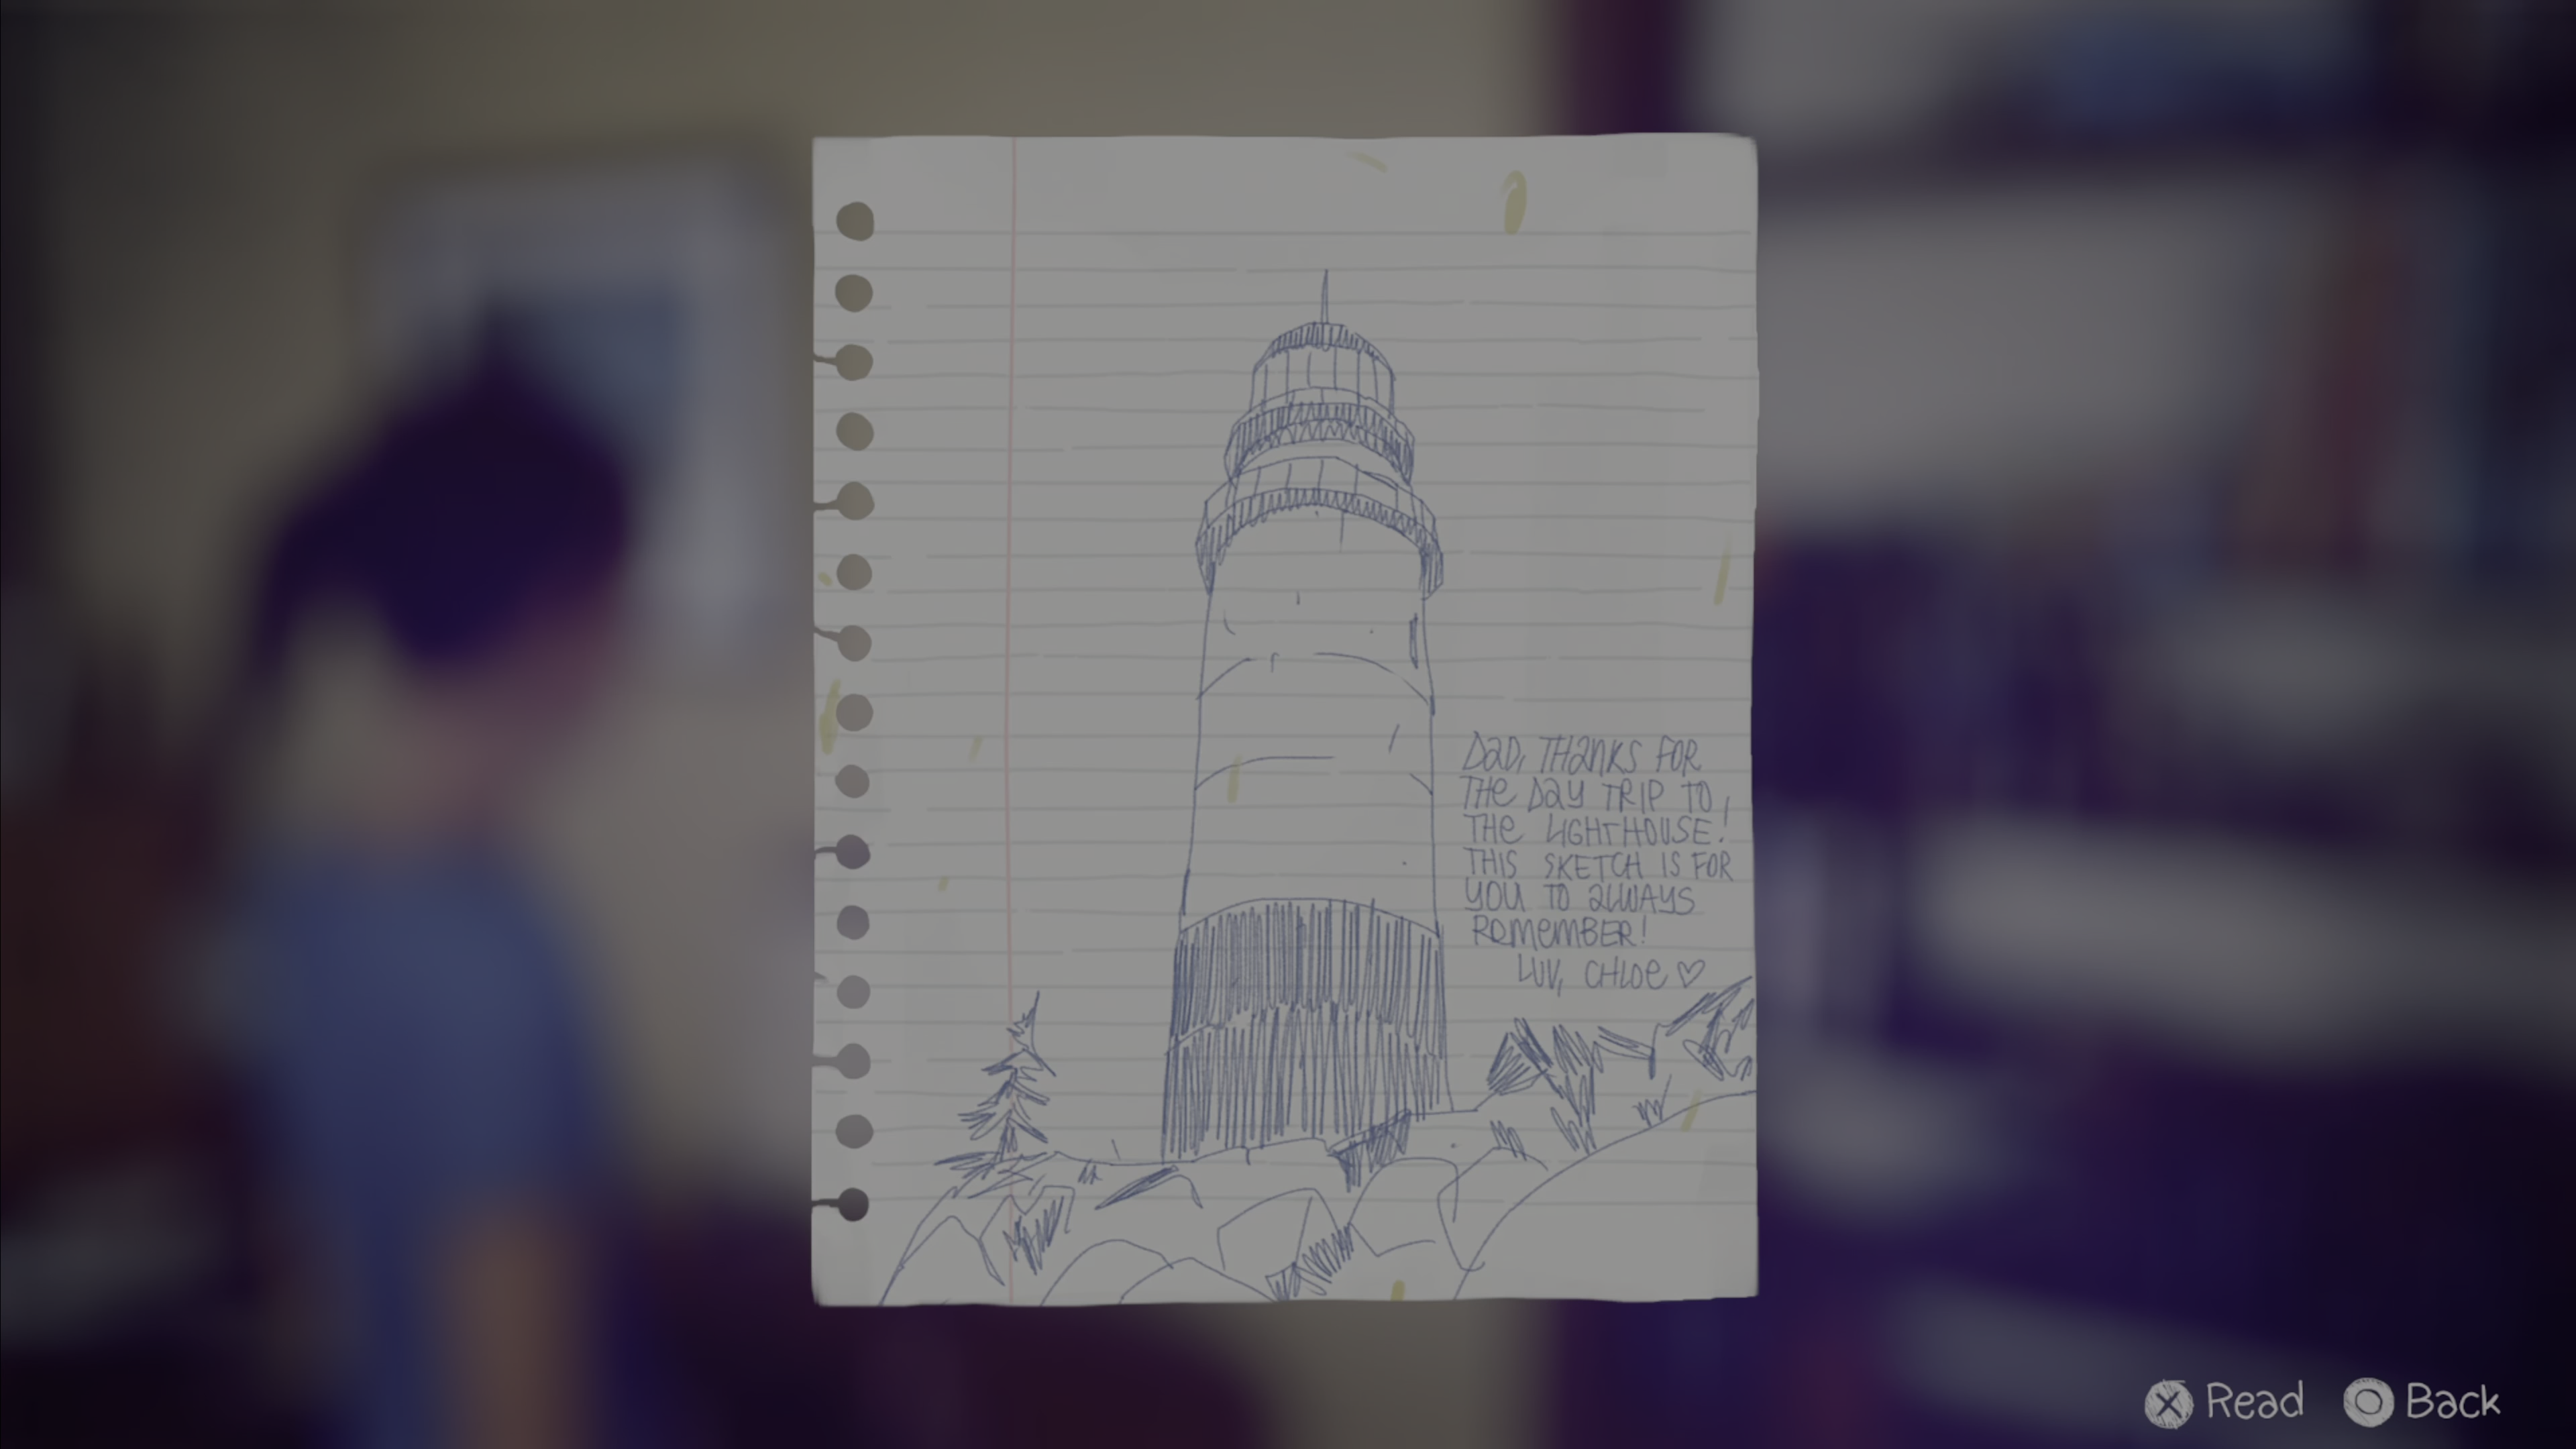 DaD, THaNKS FOR
THe DaY TRIP TO
THe LIGHTHOUSE!
THIS SKETCH IS FOR
YOU TO aLWAYS
ReMeMBER!
LUV, CHLOe ♡
Read Back